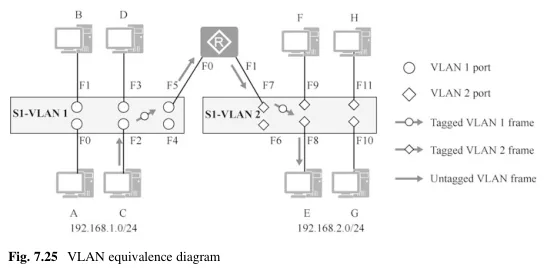 B D F H
R
F0 F1
F1 F3 F5 F7 F9 F11
VLAN 1 port
VLAN 2 port
S1-VLAN 1
S1-VLAN 2
Tagged VLAN 1 frame
F0 F2 F4 F6 F8 F10
Tagged VLAN 2 frame
Untagged VLAN frame
A C E G
192.168.1.0/24 192.168.2.0/24
Fig. 7.25 VLAN equivalence diagram